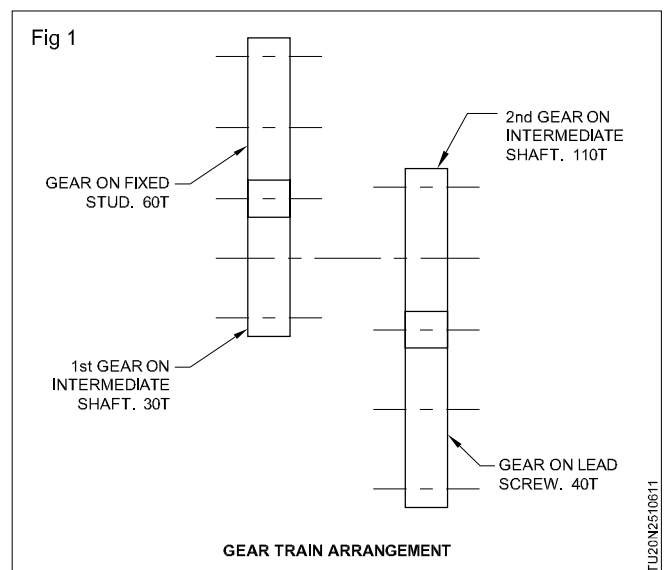 Fig 1
GEAR ON FIXED
STUD. 60T
2nd GEAR ON
INTERMEDIATE
SHAFT. 110T
1st GEAR ON
INTERMEDIATE
SHAFT. 30T
GEAR ON LEAD
SCREW. 40T
GEAR TRAIN ARRANGEMENT
TU20N2510611